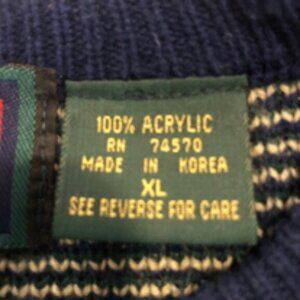 100% ACRYLIC
RN 74570
MADE IN KOREA
XL
SEE REVERSE FOR CARE